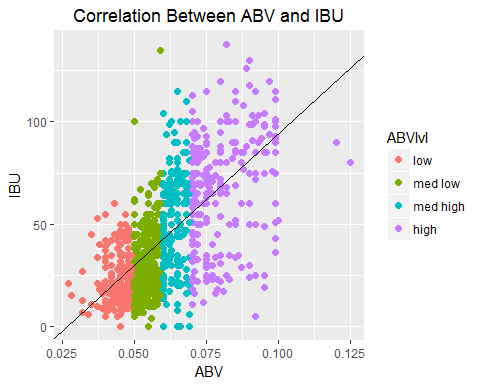 Correlation Between ABV and IBU
IBU
100
50
0
0.025 0.050 0.075 0.100 0.125
ABV
ABVlvl
low
med low
med high
high